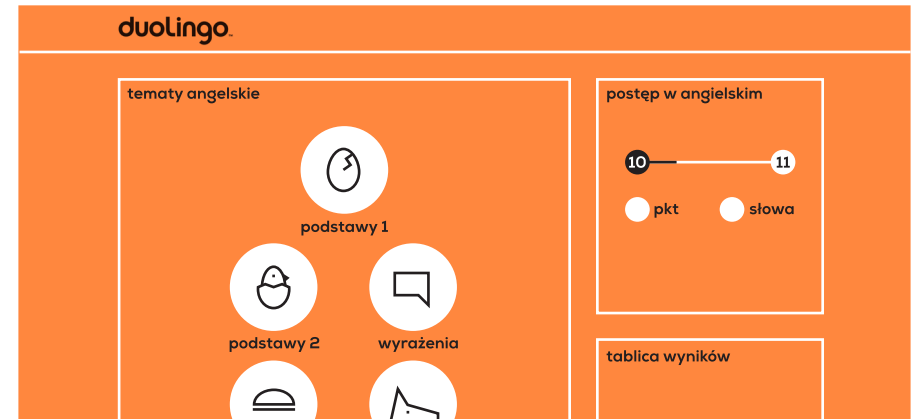 duolingo
tematy angelskie
podstawy 1
podstawy 2
wyrażenia
postęp w angielskim
10
11
pkt
słowa
tablica wyników